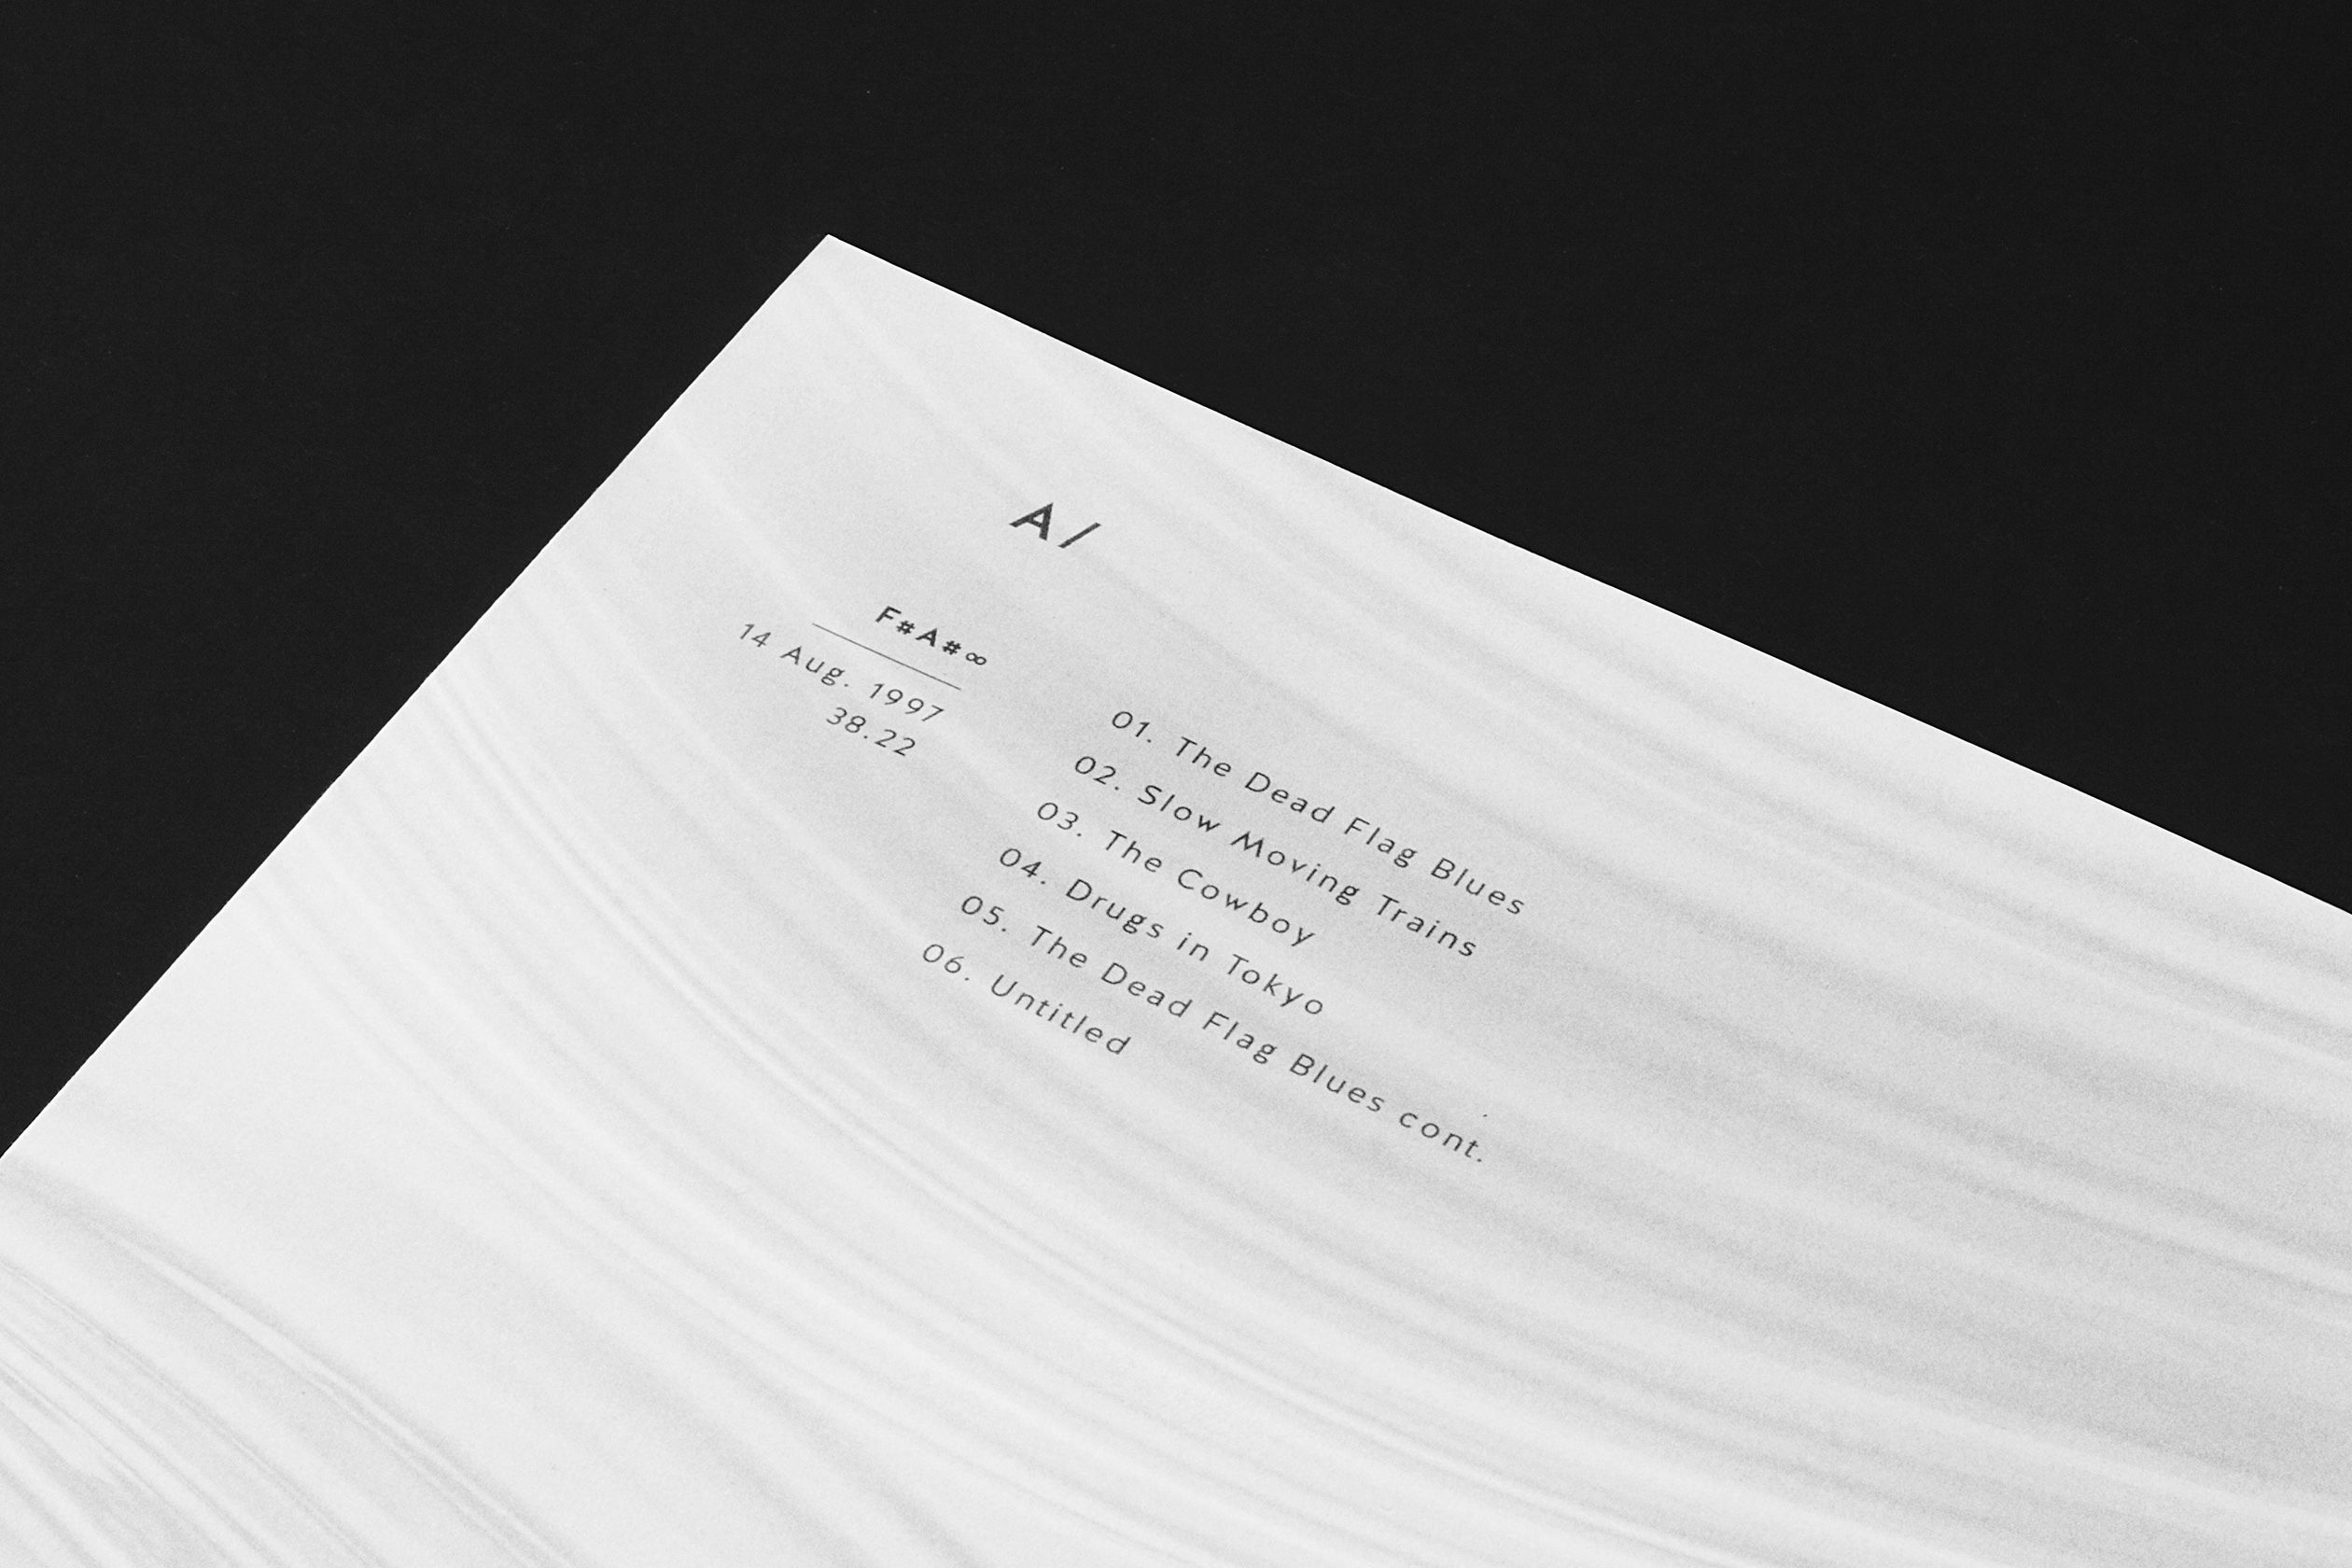 A/
F#A#∞
14 Aug. 1997
38.22
01. The Dead Flag Blues
02. Slow Moving Trains
03. The Cowboy
04. Drugs in Tokyo
05. The Dead Flag Blues cont.
06. Untitled